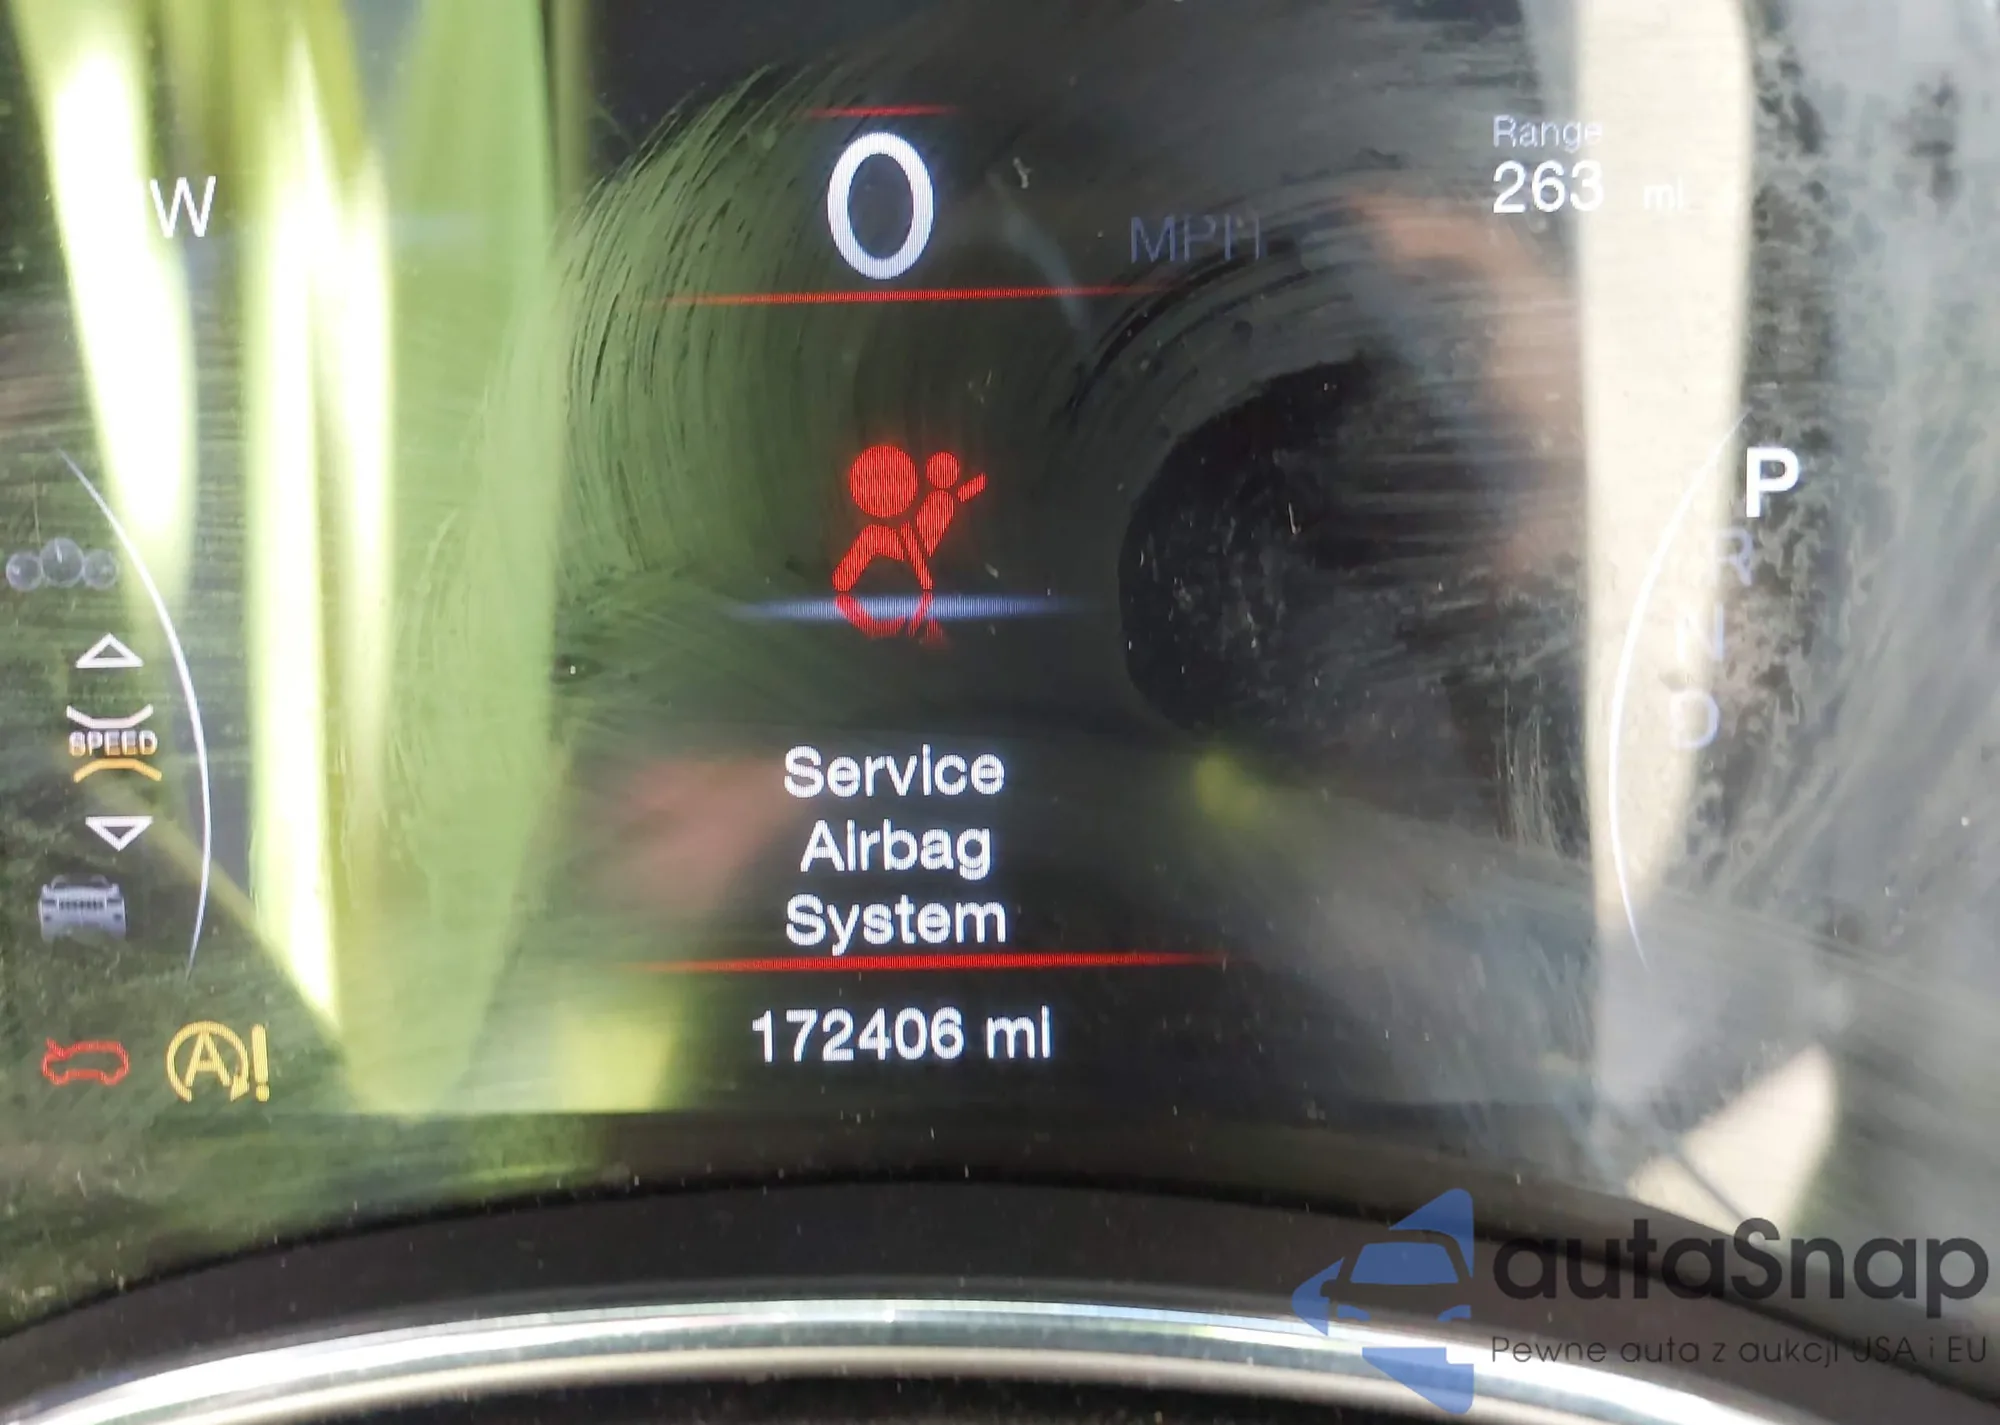 W
0
MPH
Range
263 mi
P
R
N
D
SPEED
Service
Airbag
System
172406 mi
A!
autaSnap
Pewne auta z aukcji USA i EU